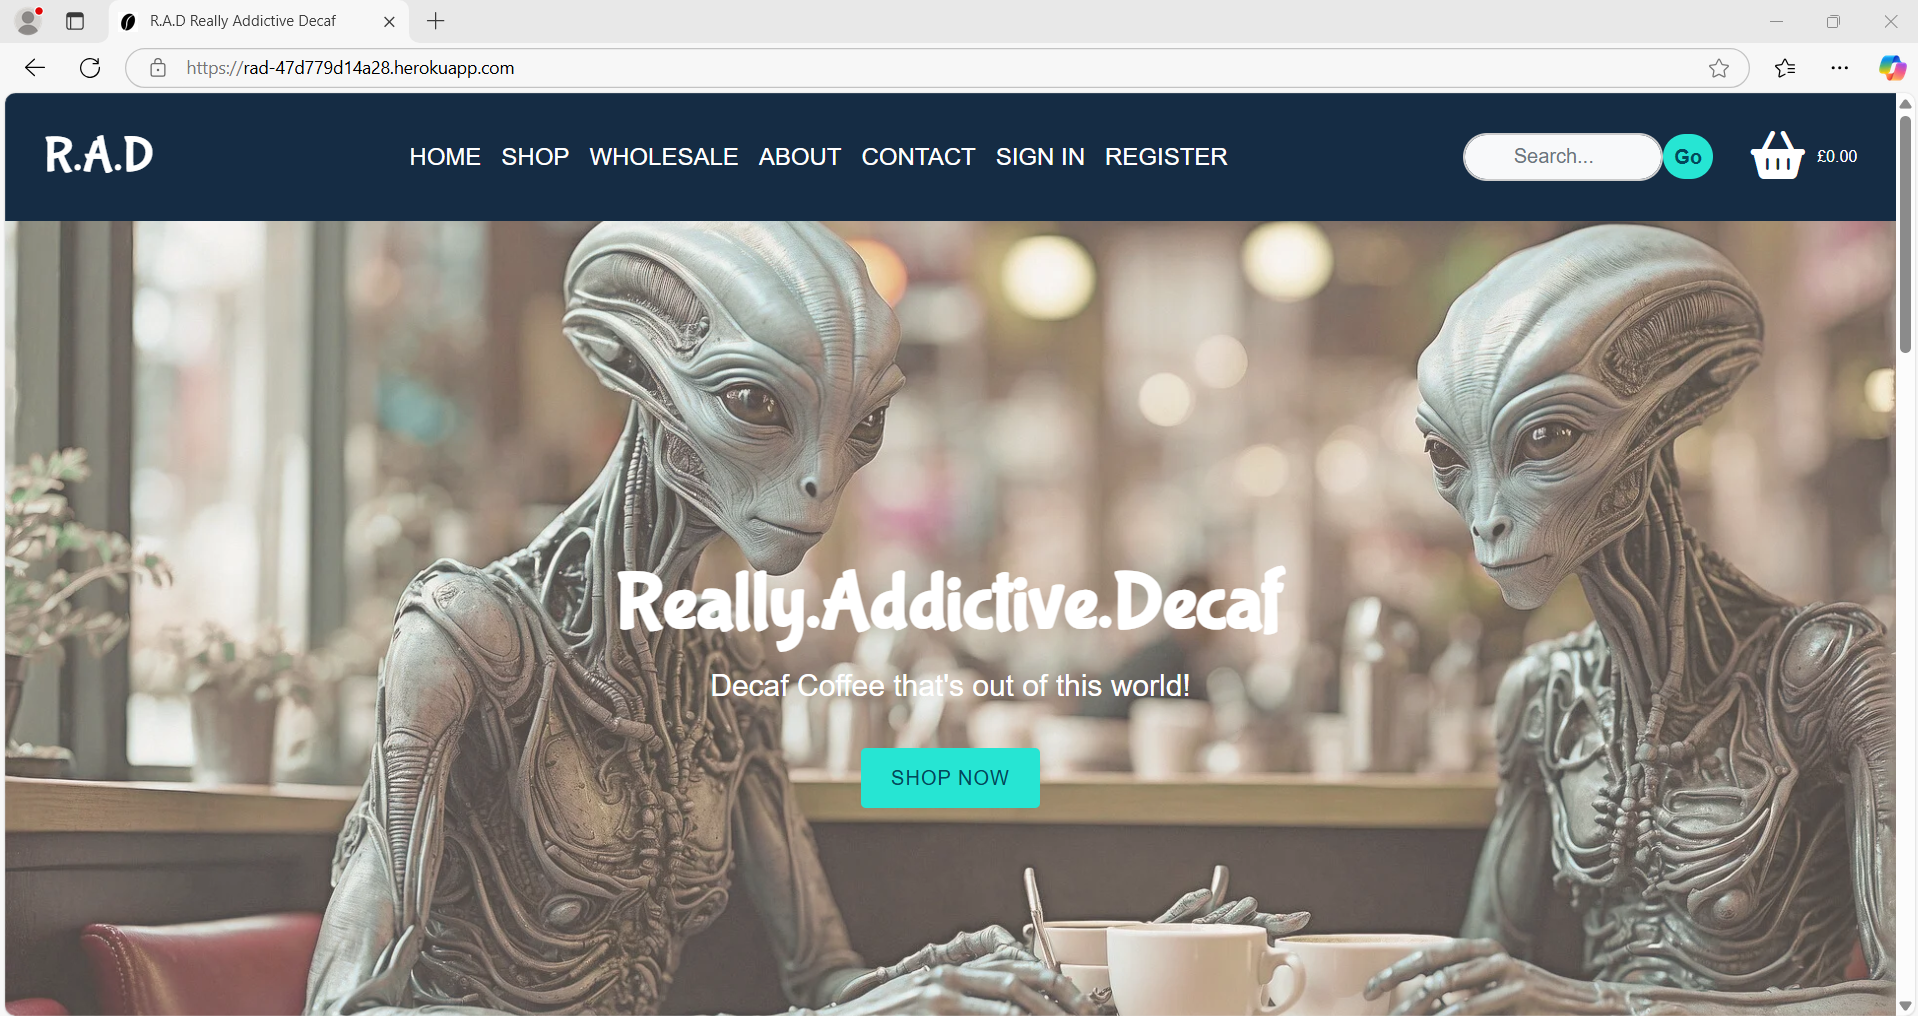 R.A.D Really Addictive Decaf
https://rad-47d779d14a28.herokuapp.com
R.A.D
HOME SHOP WHOLESALE ABOUT CONTACT SIGN IN REGISTER
Search... Go £0.00
Really.Addictive.Decaf
Decaf Coffee that's out of this world!
SHOP NOW